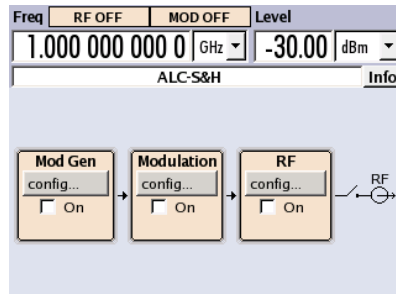 Freq RF OFF MOD OFF Level
1.000 000 000 0 GHz -30.00 dBm
ALC-S&H Info
Mod Gen Modulation RF
config... config... config... RF
On On On